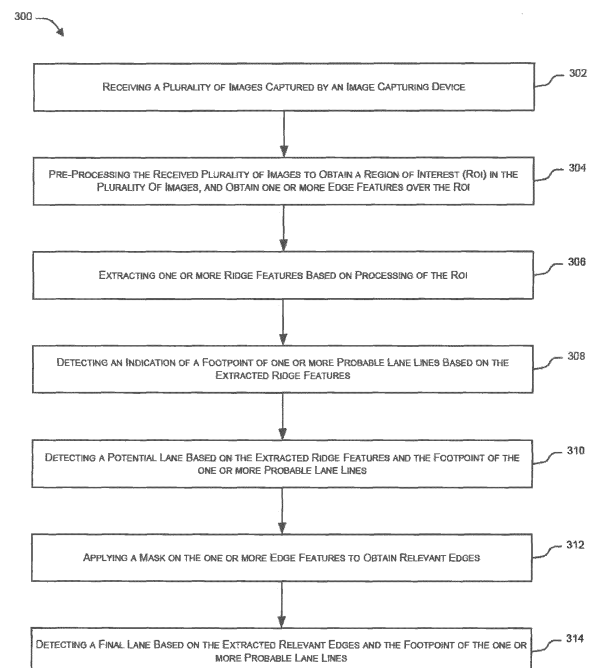 300
RECEIVING A PLURALITY OF IMAGES CAPTURED BY AN IMAGE CAPTURING DEVICE
302
PRE-PROCESSING THE RECEIVED PLURALITY OF IMAGES TO OBTAIN A REGION OF INTEREST (ROI) IN THE
PLURALITY OF IMAGES, AND OBTAIN ONE OR MORE EDGE FEATURES OVER THE ROI
304
EXTRACTING ONE OR MORE RIDGE FEATURES BASED ON PROCESSING OF THE ROI
306
DETECTING AN INDICATION OF A FOOTPOINT OF ONE OR MORE PROBABLE LANE LINES BASED ON THE
EXTRACTED RIDGE FEATURES
308
DETECTING A POTENTIAL LANE BASED ON THE EXTRACTED RIDGE FEATURES AND THE FOOTPOINT OF THE
ONE OR MORE PROBABLE LANE LINES
310
APPLYING A MASK ON THE ONE OR MORE EDGE FEATURES TO OBTAIN RELEVANT EDGES
312
DETECTING A FINAL LANE BASED ON THE EXTRACTED RELEVANT EDGES AND THE FOOTPOINT OF THE ONE OR
MORE PROBABLE LANE LINES
314